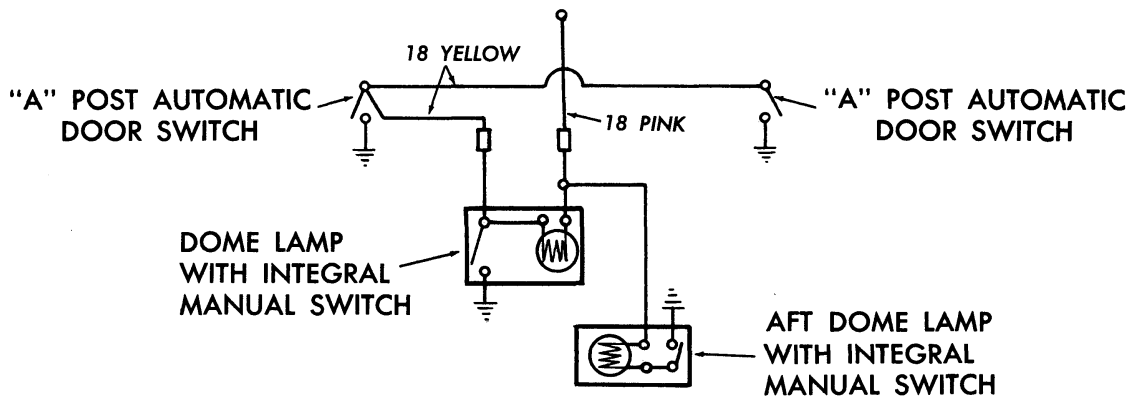 18 YELLOW
"A" POST AUTOMATIC
DOOR SWITCH
18 PINK
"A" POST AUTOMATIC
DOOR SWITCH
DOME LAMP
WITH INTEGRAL
MANUAL SWITCH
AFT DOME LAMP
WITH INTEGRAL
MANUAL SWITCH